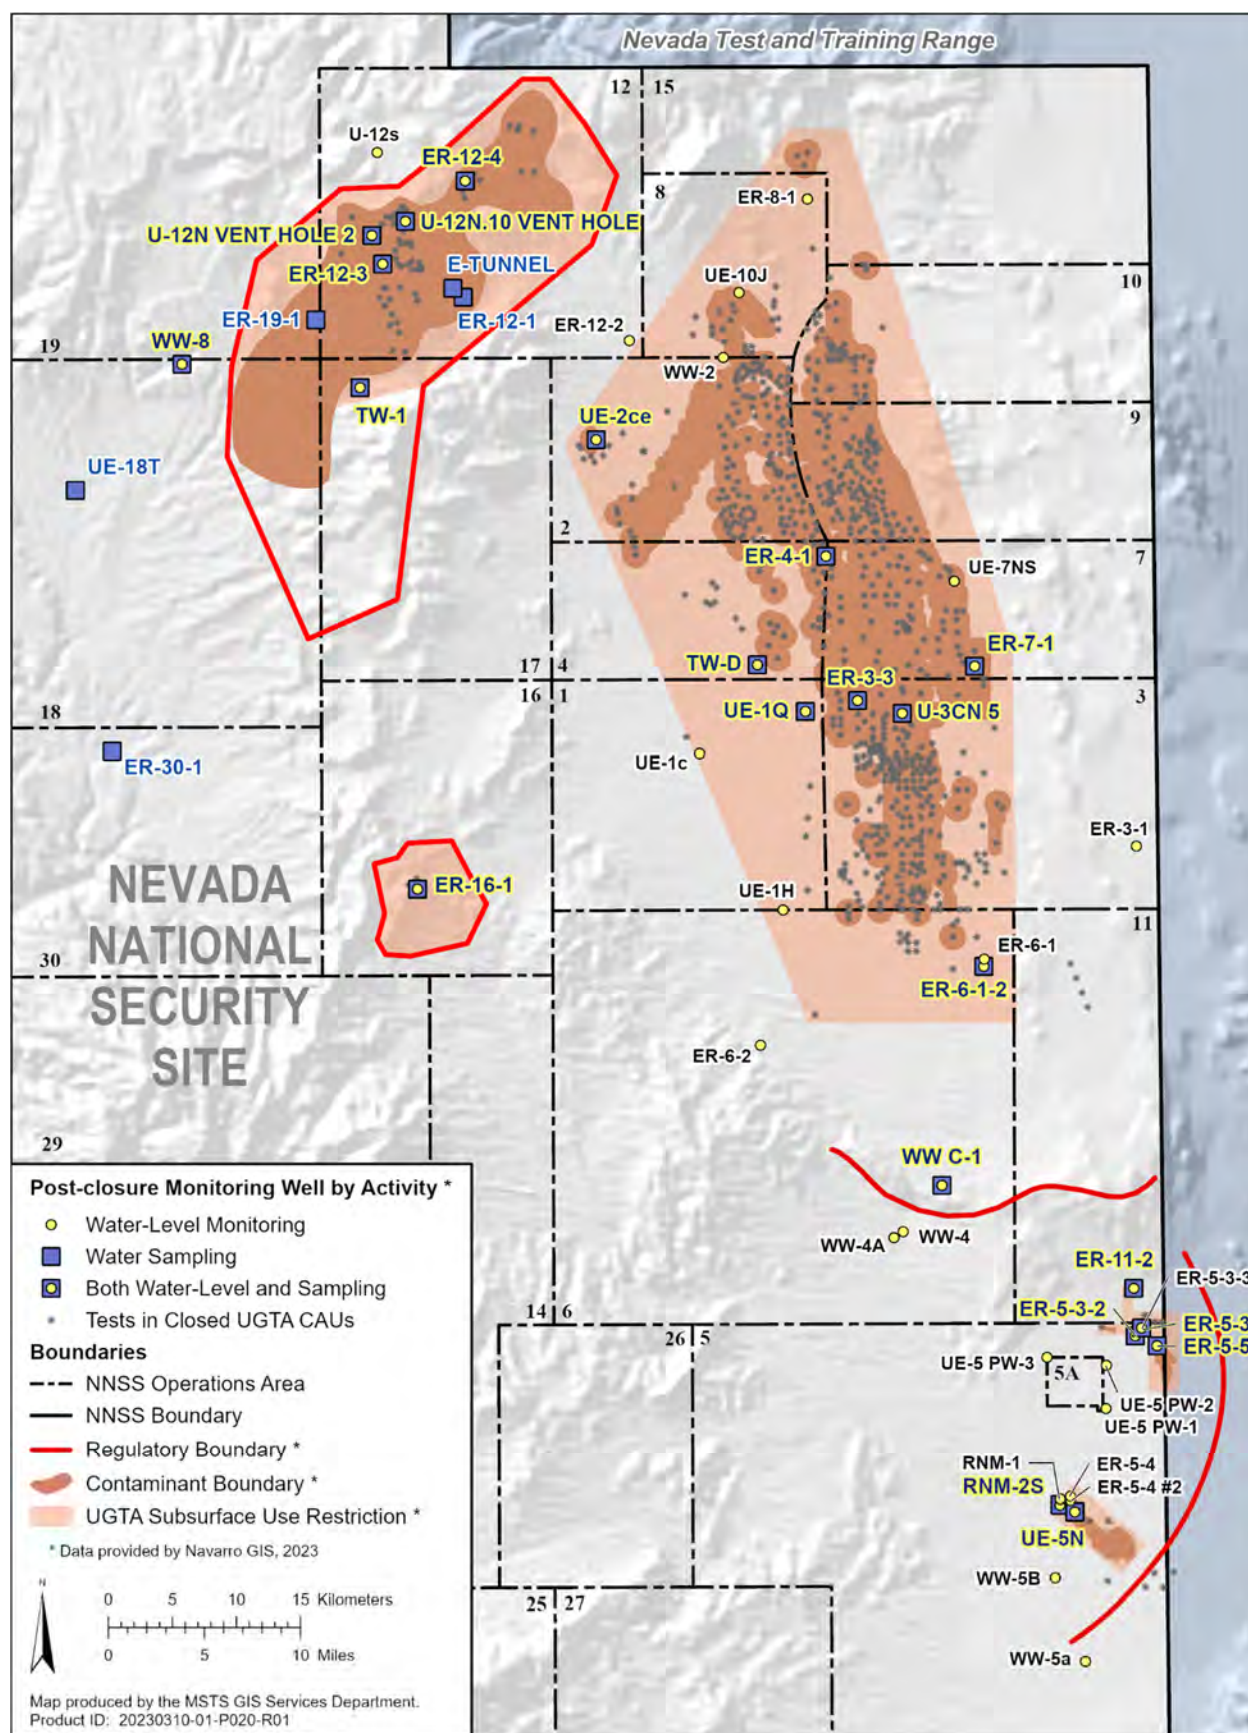 Nevada Test and Training Range
12
15
U-12s
ER-12-4
8
ER-8-1
U-12N.10 VENT HOLE
U-12N VENT HOLE 2
ER-12-3
E-TUNNEL
UE-10J
10
ER-19-1
ER-12-1
ER-12-2
19
WW-8
WW-2
TW-1
9
UE-2ce
UE-18T
2
ER-4-1
7
UE-7NS
TW-D
ER-7-1
17
4
16
1
ER-3-3
3
UE-1Q
U-3CN 5
18
UE-1c
ER-30-1
ER-3-1
NEVADA
NATIONAL
SECURITY
SITE
ER-16-1
UE-1H
11
ER-6-1
30
ER-6-1-2
ER-6-2
29
WW C-1
WW-4A
WW-4
ER-11-2
ER-5-3-3
14
6
ER-5-3-2
ER-5-3
26
5
ER-5-5
UE-5 PW-3
5A
UE-5 PW-2
UE-5 PW-1
RNM-1
ER-5-4
RNM-2S
ER-5-4 #2
UE-5N
WW-5B
25
27
WW-5a
Post-closure Monitoring Well by Activity *
Water-Level Monitoring
Water Sampling
Both Water-Level and Sampling
Tests in Closed UGTA CAUs
Boundaries
NNSS Operations Area
NNSS Boundary
Regulatory Boundary *
Contaminant Boundary *
UGTA Subsurface Use Restriction *
* Data provided by Navarro GIS, 2023
N
0 5 10 15 Kilometers
0 5 10 Miles
Map produced by the MSTS GIS Services Department.
Product ID: 20230310-01-P020-R01